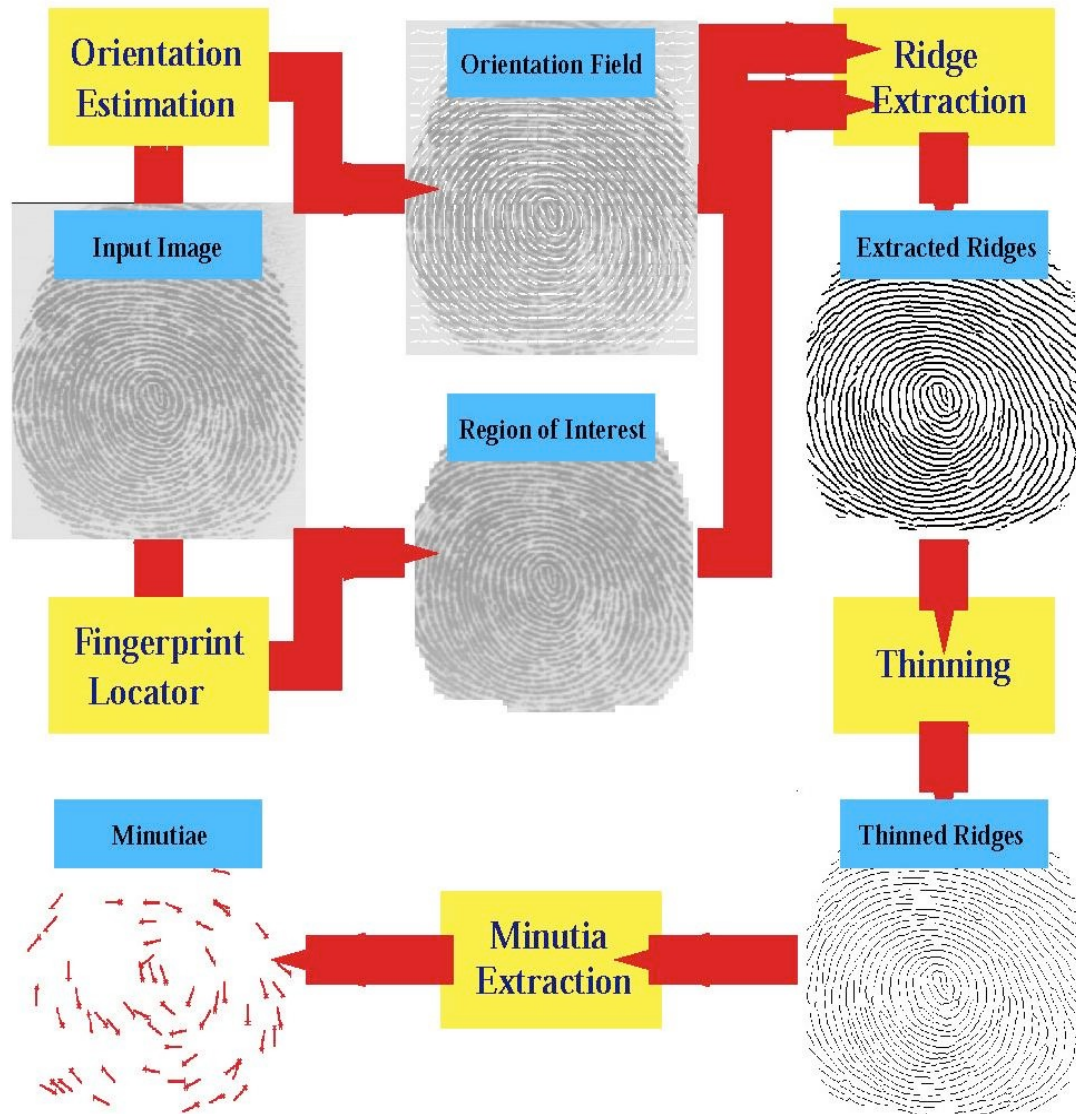 Orientation
Estimation
Orientation Field
Ridge
Extraction
Input Image
Extracted Ridges
Region of Interest
Fingerprint
Locator
Thinning
Minutiae
Thinned Ridges
Minutia
Extraction